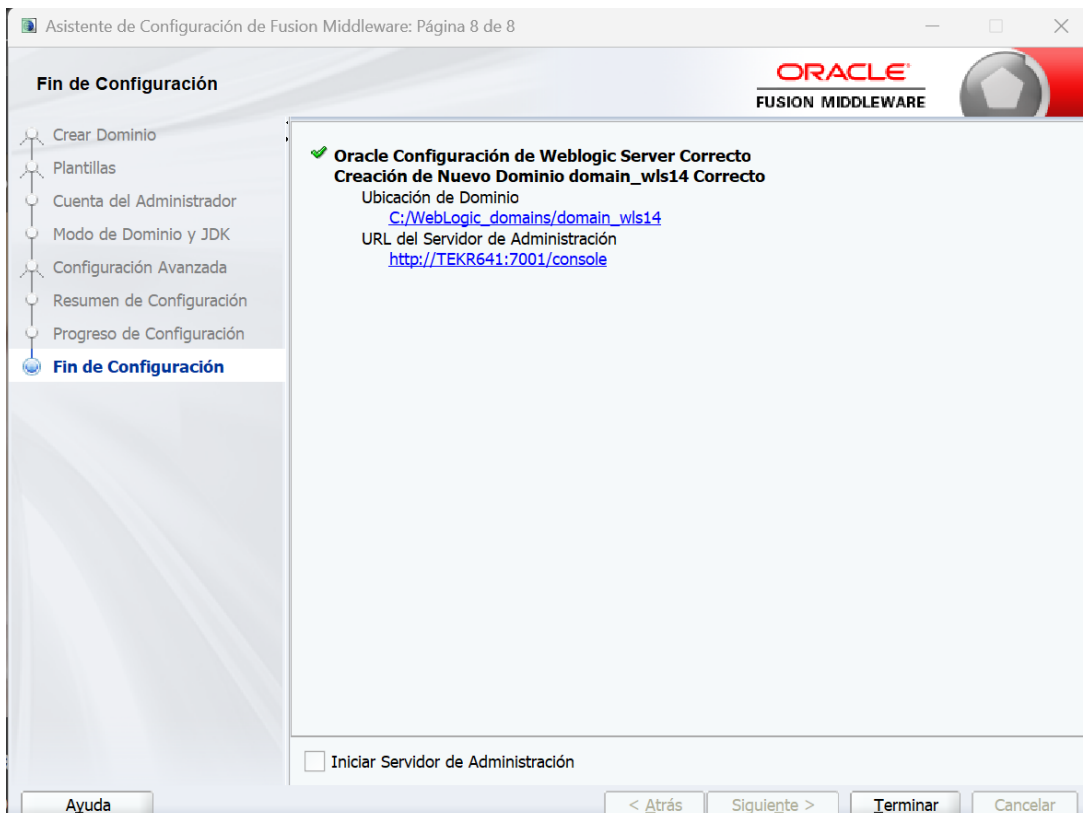 Asistente de Configuración de Fusion Middleware: Página 8 de 8
Fin de Configuración
ORACLE
FUSION MIDDLEWARE
Crear Dominio
Plantillas
Cuenta del Administrador
Modo de Dominio y JDK
Configuración Avanzada
Resumen de Configuración
Progreso de Configuración
Fin de Configuración
Oracle Configuración de Weblogic Server Correcto
Creación de Nuevo Dominio domain_wls14 Correcto
Ubicación de Dominio
C:/WebLogic_domains/domain_wls14
URL del Servidor de Administración
http://TEKR641:7001/console
Iniciar Servidor de Administración
Ayuda
< Atrás
Siguiente >
Terminar
Cancelar